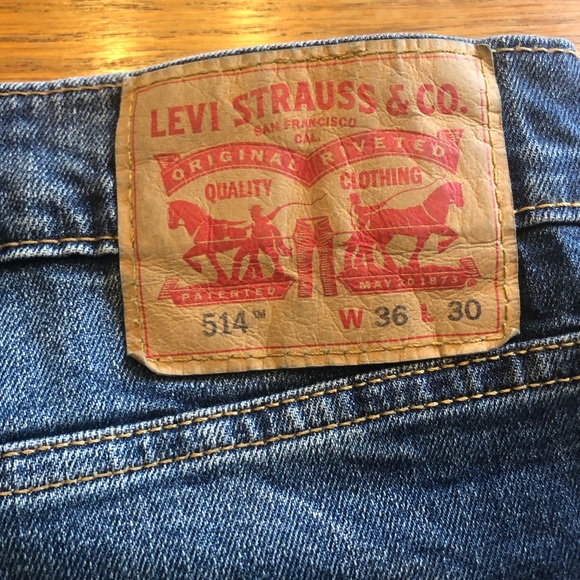 LEVI STRAUSS & CO.
SAN FRANCISCO
CAL.
ORIGINAL RIVETED
QUALITY CLOTHING
PATENTED MAY 20 1873
514™ W 36 L 30